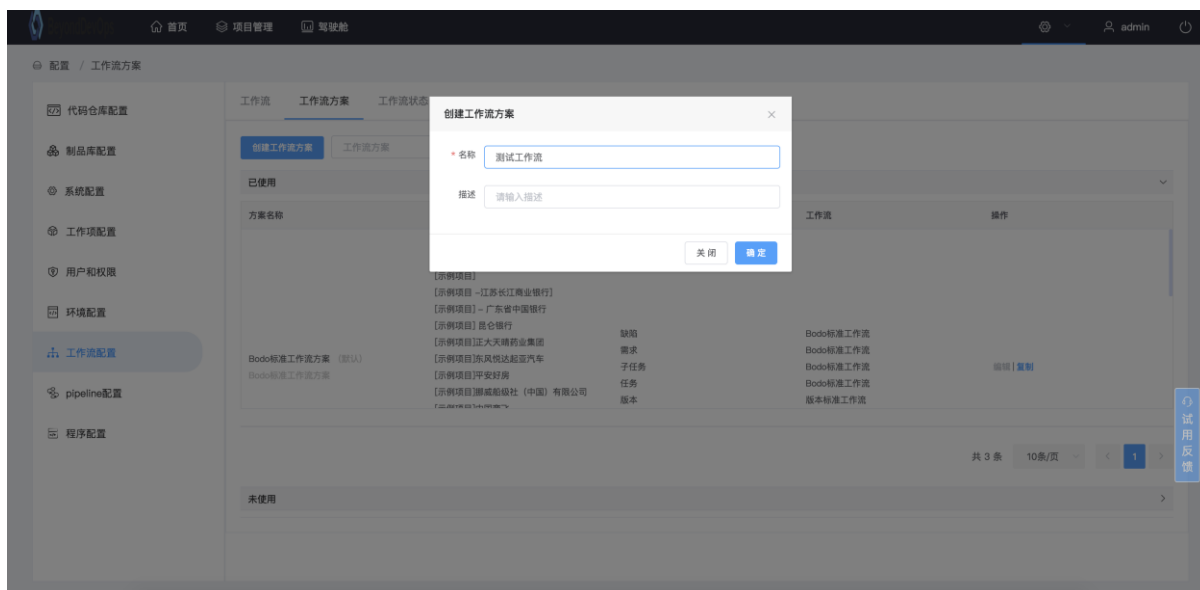 首页 项目管理 驾驶舱 admin
配置 / 工作流方案
代码仓库配置
制品库配置
系统配置
工作项配置
用户和权限
环境配置
工作流配置
pipeline配置
程序配置
工作流 工作流方案 工作流状态
创建工作流方案 工作流方案
已使用
方案名称 工作流 操作
创建工作流方案
* 名称 测试工作流
描述 请输入描述
关闭 确定
Bodo标准工作流方案 (默认)
Bodo标准工作流方案
[示例项目]
[示例项目 –江苏长江商业银行]
[示例项目] – 广东省中国银行
[示例项目] 昆仑银行
[示例项目]正大天晴药业集团
[示例项目]东风悦达起亚汽车
[示例项目]平安好房
[示例项目]挪威船级社(中国)有限公司
缺陷
需求
子任务
任务
版本
Bodo标准工作流
Bodo标准工作流
Bodo标准工作流
Bodo标准工作流
版本标准工作流
编辑 | 复制
共 3 条 10条/页 < 1 >
未使用
试用反馈